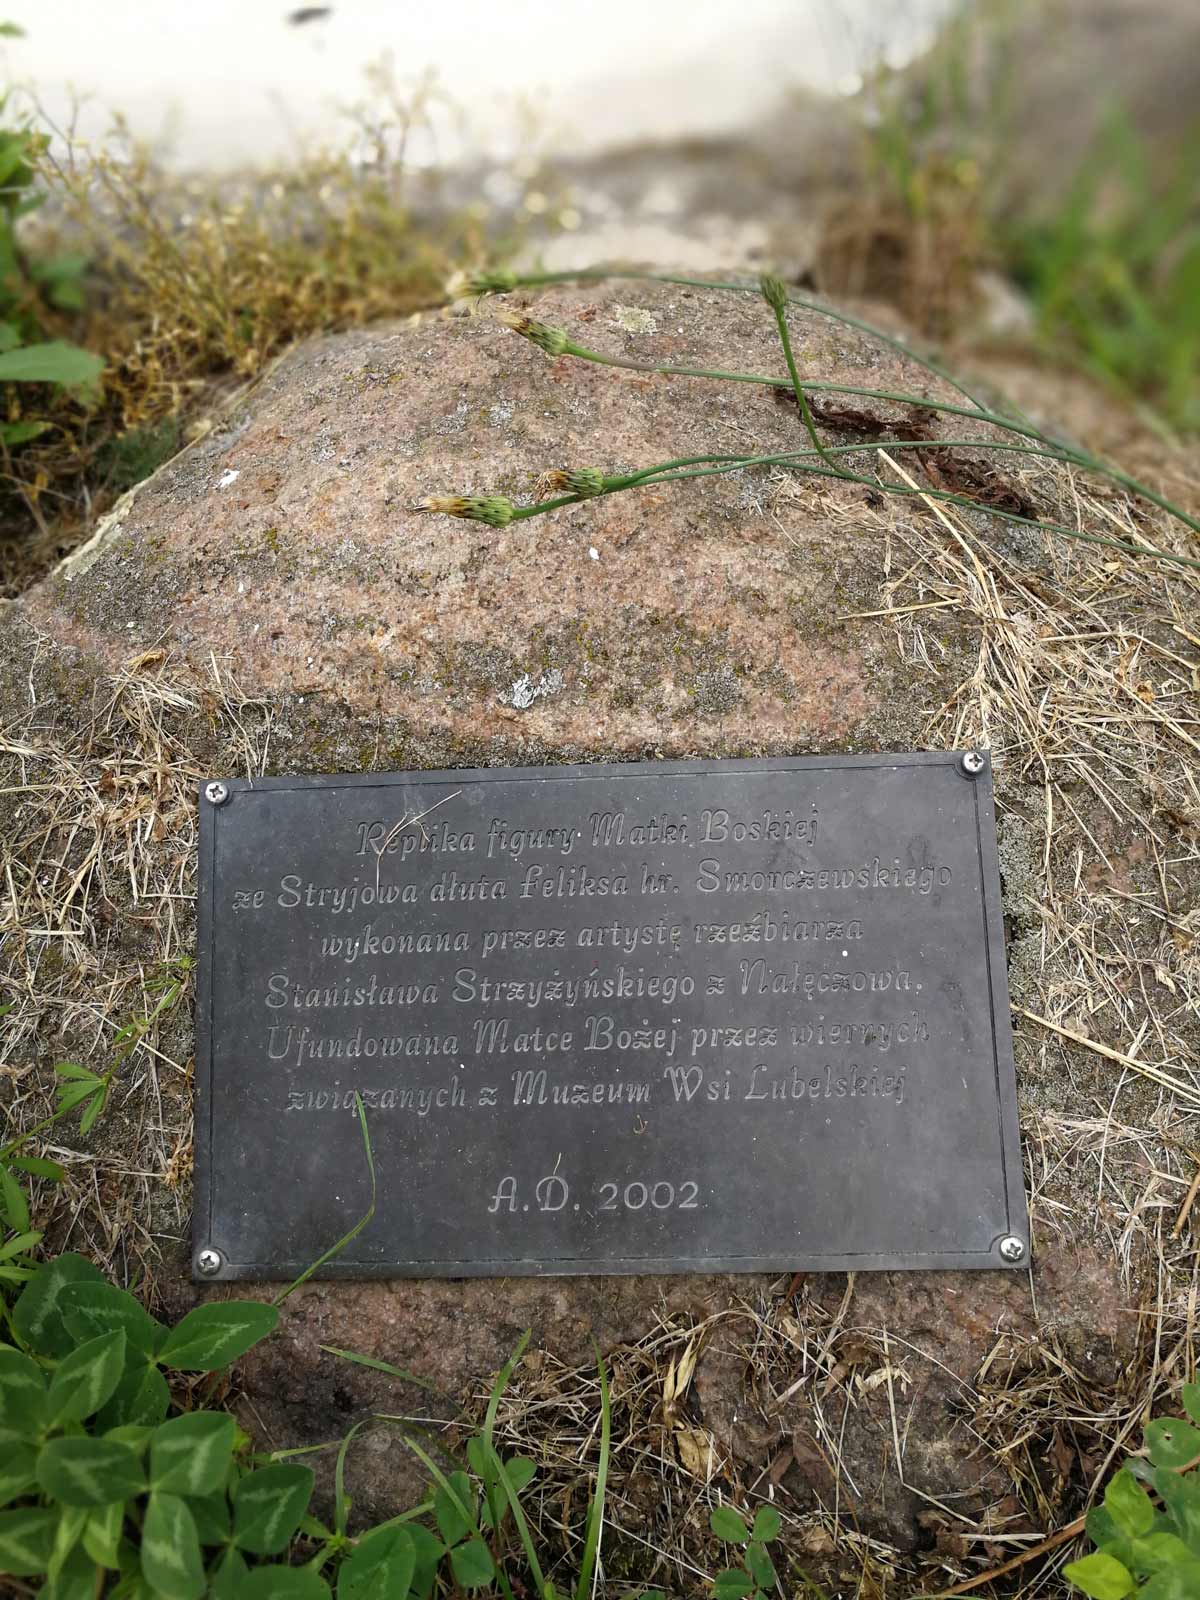 Replika figury Matki Boskiej
ze Stryjowa dłuta Feliksa hr. Smorczewskiego
wykonana przez artystę rzeźbiarza
Stanisława Strzyżyńskiego z Nałęczowa.
Ufundowana Matce Bożej przez wiernych
związanych z Muzeum Wsi Lubelskiej
A.D. 2002